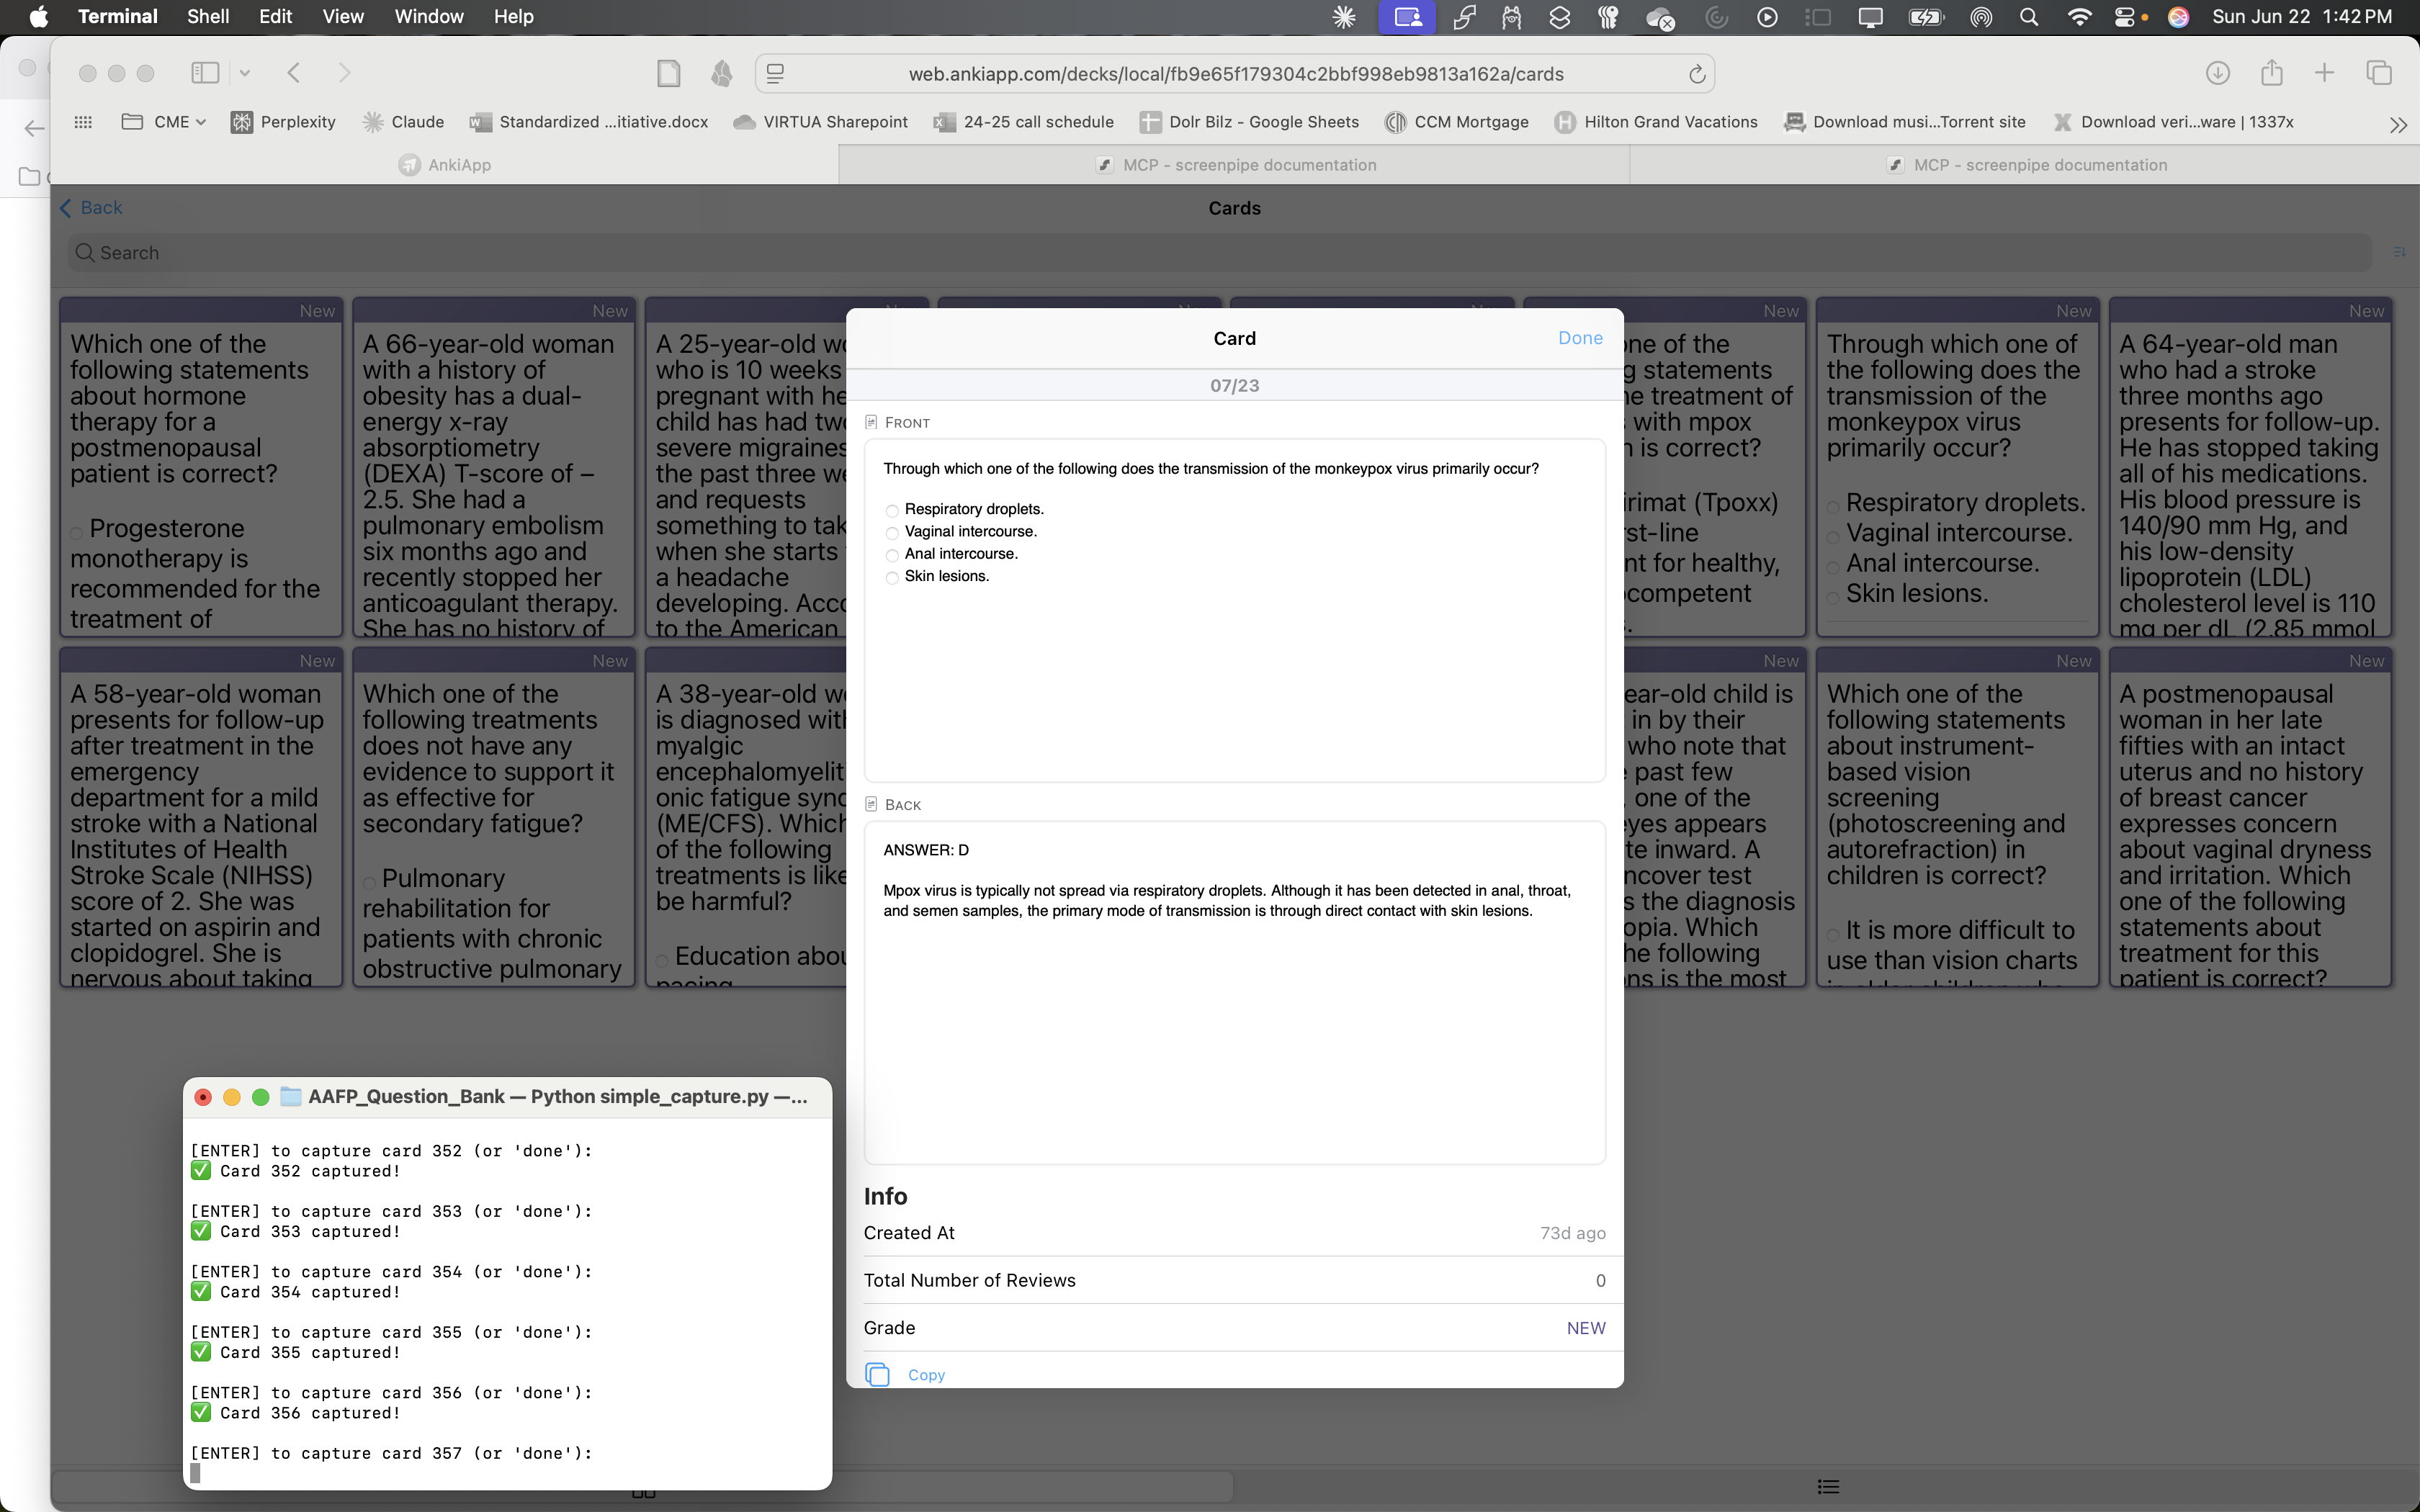 Terminal Shell Edit View Window Help
Sun Jun 22 1:42 PM
web.ankiapp.com/decks/local/fb9e65f179304c2bbf998eb9813a162a/cards
CME Perplexity Claude Standardized ...itiative.docx VIRTUA Sharepoint 24-25 call schedule Dolr Bilz - Google Sheets CCM Mortgage Hilton Grand Vacations Download musi...Torrent site Download veri...ware | 1337x
AnkiApp
MCP - screenpipe documentation
MCP - screenpipe documentation
Back
Cards
Search
New
Which one of the
following statements
about hormone
therapy for a
postmenopausal
patient is correct?
Progesterone
monotherapy is
recommended for the
treatment of
New
A 66-year-old woman
with a history of
obesity has a dual-
energy x-ray
absorptiometry
(DEXA) T-score of –
2.5. She had a
pulmonary embolism
six months ago and
recently stopped her
anticoagulant therapy.
She has no history of
A 25-year-old wo
who is 10 weeks
pregnant with he
child has had two
severe migraines
the past three we
and requests
something to tak
when she starts
a headache
developing. Acco
to the American
New
one of the
g statements
he treatment of
with mpox
n is correct?
irimat (Tpoxx)
rst-line
nt for healthy,
ocompetent
New
Through which one of
the following does the
transmission of the
monkeypox virus
primarily occur?
Respiratory droplets.
Vaginal intercourse.
Anal intercourse.
Skin lesions.
New
A 64-year-old man
who had a stroke
three months ago
presents for follow-up.
He has stopped taking
all of his medications.
His blood pressure is
140/90 mm Hg, and
his low-density
lipoprotein (LDL)
cholesterol level is 110
mg per dL (2.85 mmol
New
A 58-year-old woman
presents for follow-up
after treatment in the
emergency
department for a mild
stroke with a National
Institutes of Health
Stroke Scale (NIHSS)
score of 2. She was
started on aspirin and
clopidogrel. She is
nervous about taking
New
Which one of the
following treatments
does not have any
evidence to support it
as effective for
secondary fatigue?
Pulmonary
rehabilitation for
patients with chronic
obstructive pulmonary
A 38-year-old wo
is diagnosed with
myalgic
encephalomyelit
onic fatigue synd
(ME/CFS). Which
of the following
treatments is like
be harmful?
Education abou
pacing
New
ear-old child is
in by their
who note that
e past few
, one of the
eyes appears
te inward. A
ncover test
s the diagnosis
opia. Which
he following
ns is the most
New
Which one of the
following statements
about instrument-
based vision
screening
(photoscreening and
autorefraction) in
children is correct?
It is more difficult to
use than vision charts
New
A postmenopausal
woman in her late
fifties with an intact
uterus and no history
of breast cancer
expresses concern
about vaginal dryness
and irritation. Which
one of the following
statements about
treatment for this
patient is correct?
Card
Done
07/23
FRONT
Through which one of the following does the transmission of the monkeypox virus primarily occur?
Respiratory droplets.
Vaginal intercourse.
Anal intercourse.
Skin lesions.
BACK
ANSWER: D
Mpox virus is typically not spread via respiratory droplets. Although it has been detected in anal, throat,
and semen samples, the primary mode of transmission is through direct contact with skin lesions.
Info
Created At 73d ago
Total Number of Reviews 0
Grade NEW
Copy
AAFP_Question_Bank — Python simple_capture.py —...
[ENTER] to capture card 352 (or 'done'):
✅ Card 352 captured!
[ENTER] to capture card 353 (or 'done'):
✅ Card 353 captured!
[ENTER] to capture card 354 (or 'done'):
✅ Card 354 captured!
[ENTER] to capture card 355 (or 'done'):
✅ Card 355 captured!
[ENTER] to capture card 356 (or 'done'):
✅ Card 356 captured!
[ENTER] to capture card 357 (or 'done'):